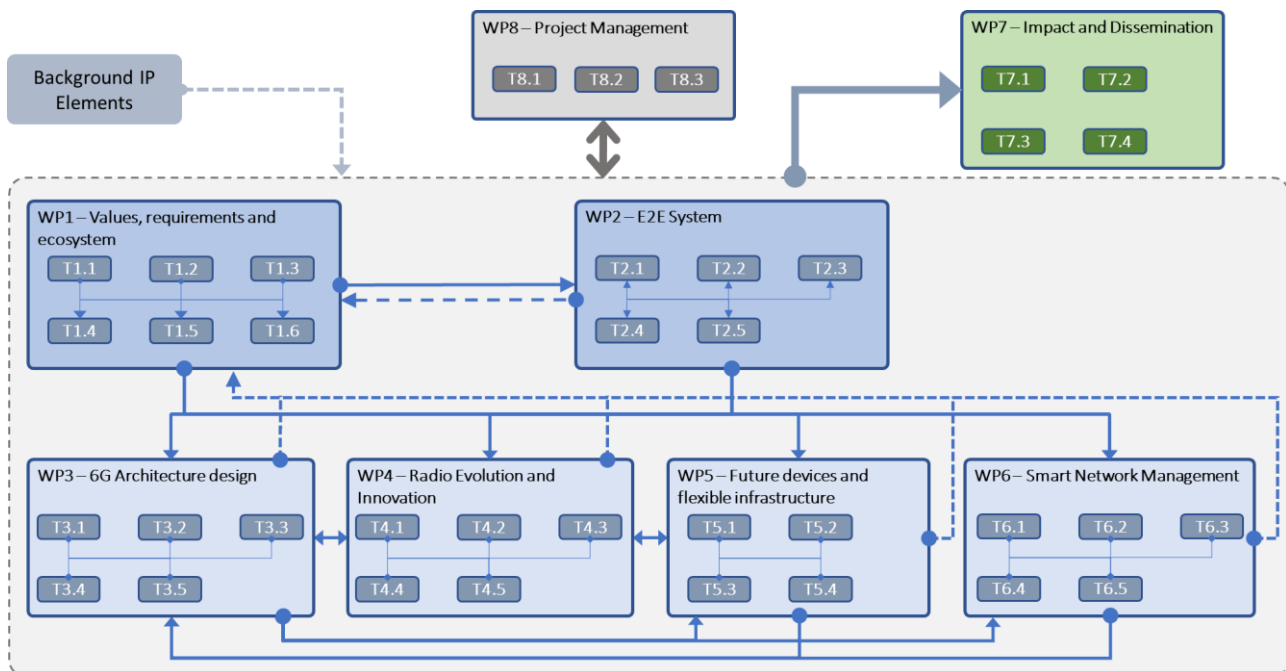 WP8 – Project Management
T8.1 T8.2 T8.3
WP7 – Impact and Dissemination
T7.1 T7.2
T7.3 T7.4
Background IP
Elements
WP1 – Values, requirements and
ecosystem
T1.1 T1.2 T1.3
T1.4 T1.5 T1.6
WP2 – E2E System
T2.1 T2.2 T2.3
T2.4 T2.5
WP3 – 6G Architecture design
T3.1 T3.2 T3.3
T3.4 T3.5
WP4 – Radio Evolution and
Innovation
T4.1 T4.2 T4.3
T4.4 T4.5
WP5 – Future devices and
flexible infrastructure
T5.1 T5.2
T5.3 T5.4
WP6 – Smart Network Management
T6.1 T6.2 T6.3
T6.4 T6.5